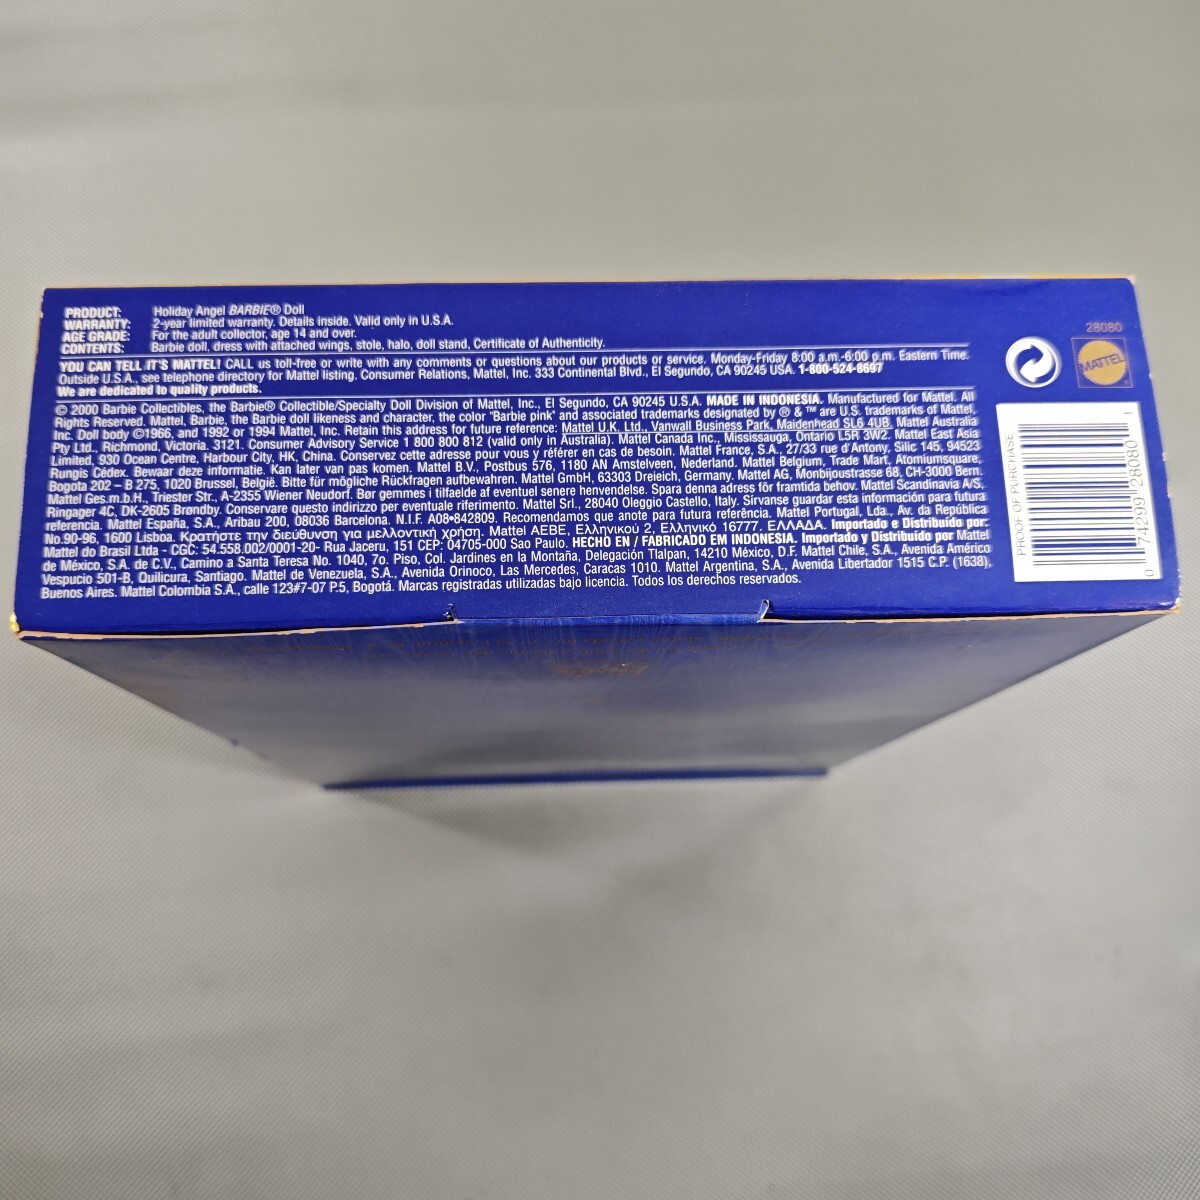 PRODUCT: Holiday Angel BARBIE® Doll
WARRANTY: 2-year limited warranty. Details inside. Valid only in U.S.A.
AGE GRADE: For the adult collector, age 14 and over.
CONTENTS: Barbie doll, dress with attached wings, stole, halo, doll stand, Certificate of Authenticity.
YOU CAN TELL IT'S MATTEL! CALL us toll-free or write with any comments or questions about our products or service. Monday-Friday 8:00 a.m.-6:00 p.m. Eastern Time.
Outside U.S.A., see telephone directory for Mattel listing. Consumer Relations, Mattel, Inc. 333 Continental Blvd., El Segundo, CA 90245 USA. 1-800-524-8697
We are dedicated to quality products.
© 2000 Barbie Collectibles, the Barbie® Collectible/Specialty Doll Division of Mattel, Inc., El Segundo, CA 90245 U.S.A. MADE IN INDONESIA. Manufactured for Mattel. All
Rights Reserved. Mattel, Barbie, the Barbie doll likeness and character, the color "Barbie pink" and associated trademarks designated by ® & ™ are U.S. trademarks of Mattel,
Inc. Doll body ©1966, and 1992 or 1994 Mattel, Inc. Retain this address for future reference: Mattel U.K. Ltd., Vanwall Business Park, Maidenhead SL6 4UB. Mattel Australia
Pty Ltd., Richmond, Victoria. 3121. Consumer Advisory Service 1 800 800 812 (valid only in Australia). Mattel Canada Inc., Mississauga, Ontario L5R 3W2. Mattel East Asia
Limited, 930 Ocean Centre, Harbour City, HK, China. Conservez cette adresse pour vous y référer en cas de besoin. Mattel France, S.A., 27/33 rue d'Antony, Silic 145, 94523
Rungis Cédex. Bevaar deze informatie. Kan later van pas komen. Mattel B.V., Postbus 576, 1180 AN Amstelveen, Nederland. Mattel Belgium, Trade Mart, Atomiumsquare,
Bogota 202 – B 275, 1020 Brussel, België. Bitte für mögliche Rückfragen aufbewahren. Mattel GmbH, 63303 Dreieich, Germany. Mattel AG, Monbijoustrasse 68, CH-3000 Bern.
Mattel Ges.m.b.H., Triester Str., A-2355 Wiener Neudorf. Bør gemmes i tilfaelde af eventuel senere henvendelse. Spara denna adress för framtida behov. Mattel Scandinavia A/S,
Ringager 4C, DK-2605 Brøndby. Conservare questo indirizzo per eventuale riferimento. Mattel Srl., 28040 Oleggio Castello, Italy. Sirvanse guardar esta información para futura
referencia. Mattel España, S.A., Aribau 200, 08036 Barcelona. N.I.F. A08•842809. Recomendamos que anote para futura referência. Mattel Portugal, Lda., Av. da República
No.90-96, 1600 Lisboa. Κρατήστε την διεύθυνση για μελλοντική χρήση. Mattel AEBE, Ελληνικού 2, Ελληνικό 16777. ΕΛΛΑΔΑ. Importado e Distribuido por:
Mattel do Brasil Ltda - CGC: 54.558.002/0001-20- Rua Jaceru, 151 CEP: 04705-000 Sao Paulo. HECHO EN / FABRICADO EM INDONESIA. Importado y Distribuido por Mattel
de México, S.A. de C.V., Camino a Santa Teresa No. 1040, 7o. Piso, Col. Jardines en la Montaña, Delegación Tlalpan, 14210 México, D.F. Mattel Chile, S.A., Avenida Américo
Vespucio 501-B, Quilicura, Santiago. Mattel de Venezuela, S.A., Avenida Orinoco, Las Mercedes, Caracas 1010. Mattel Argentina, S.A., Avenida Libertador 1515 C.P. (1638).
Buenos Aires. Mattel Colombia S.A., calle 123#7-07 P.5, Bogotá. Marcas registradas utilizadas bajo licencia. Todos los derechos reservados.
28080
MATTEL
PROOF OF PURCHASE
0 74299 28080 1